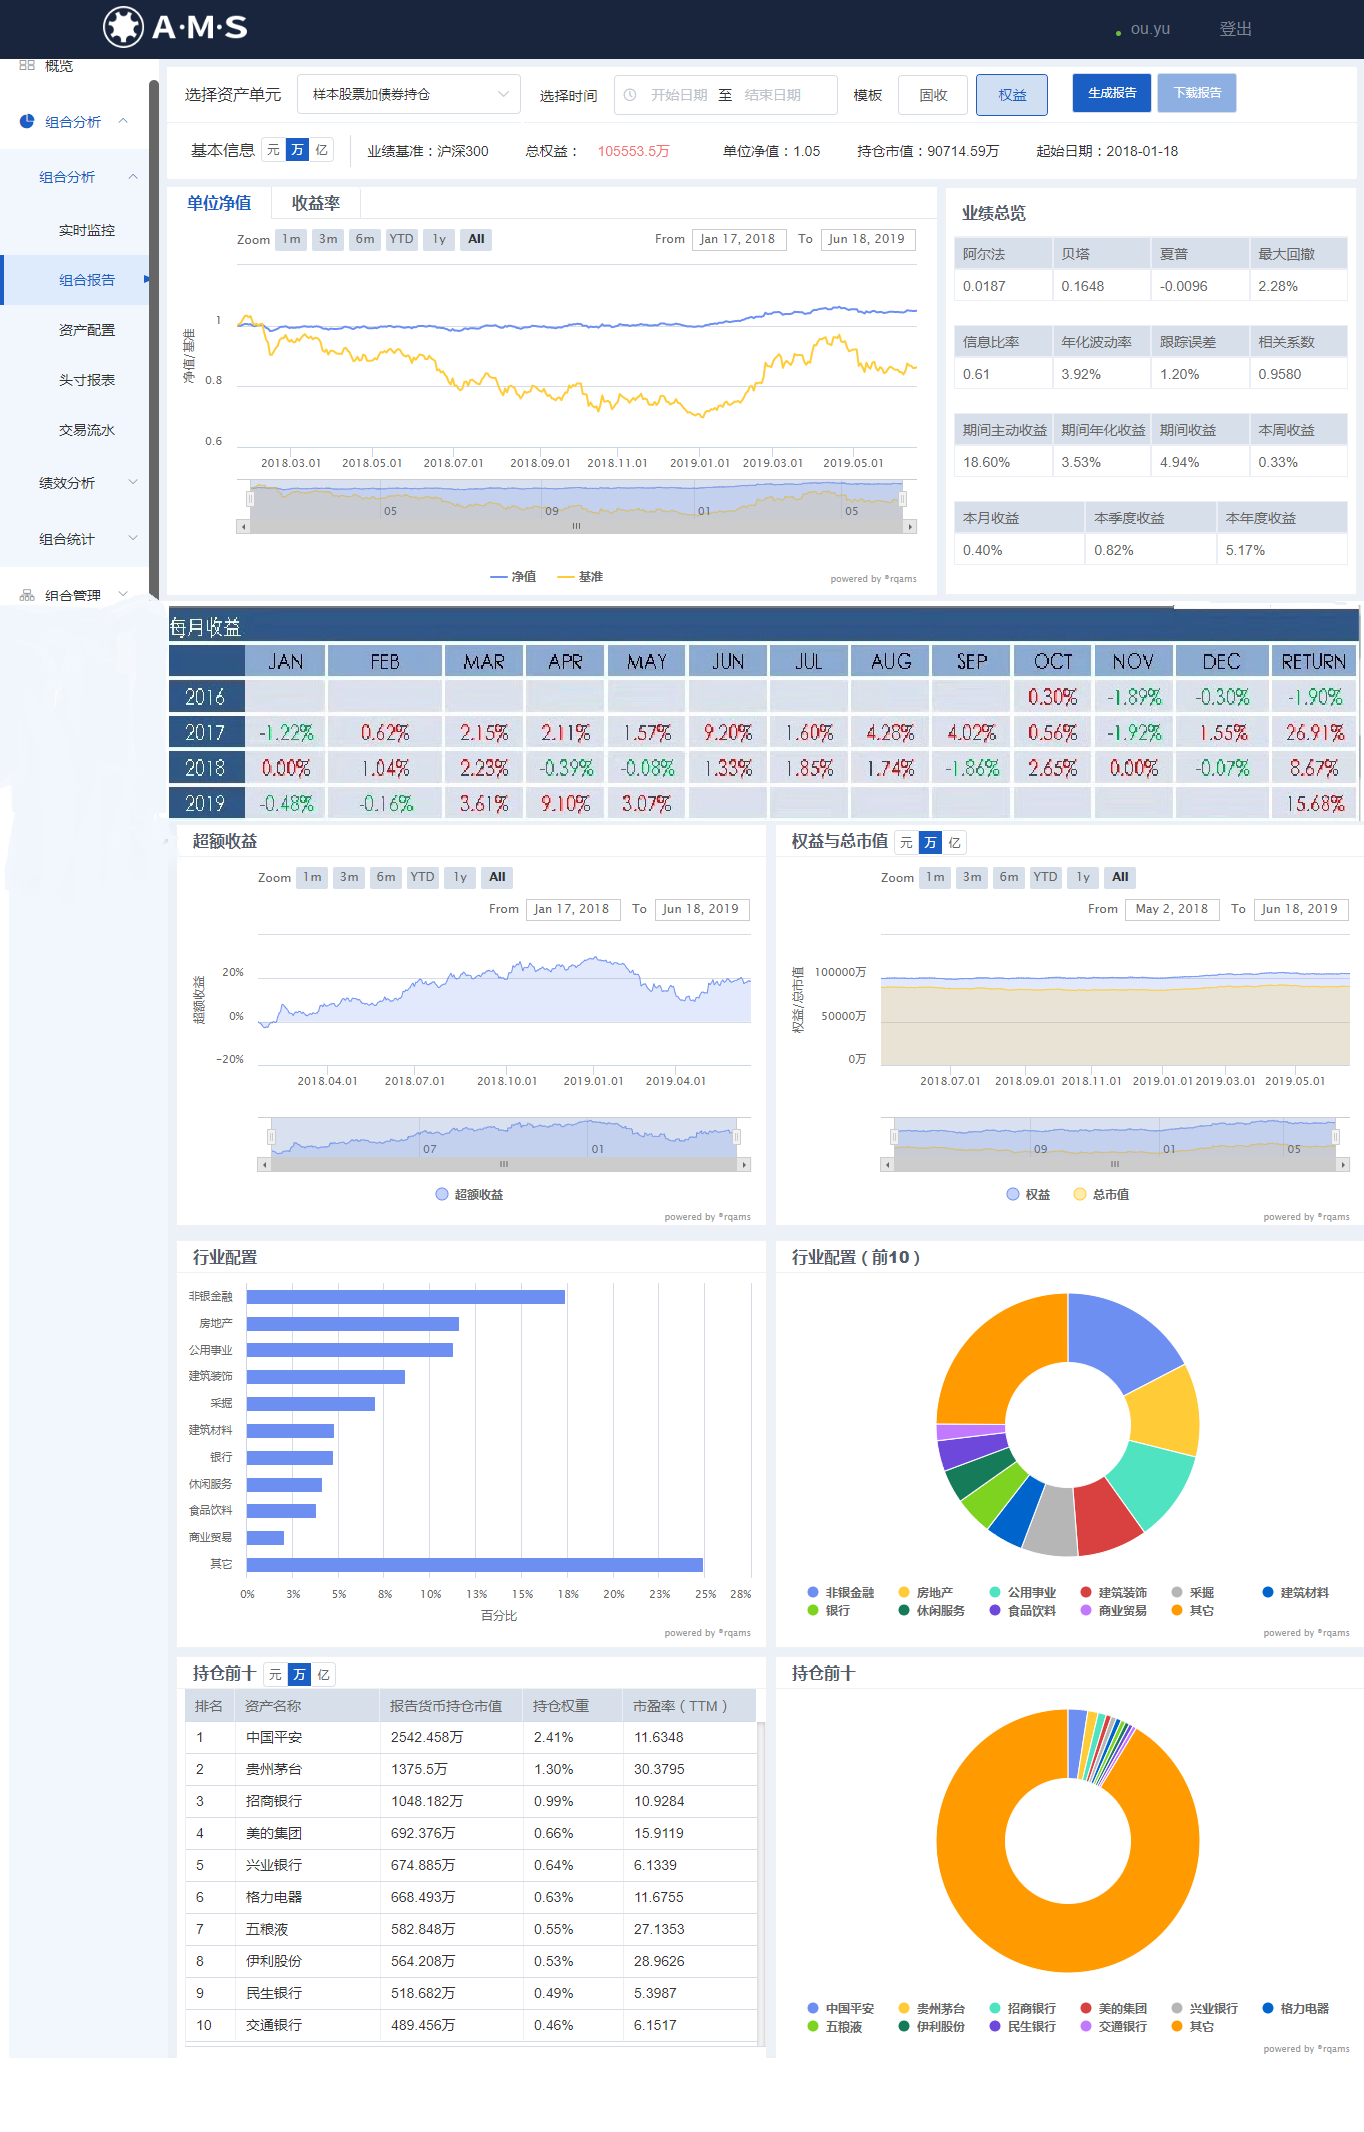 A·M·S
ou.yu 登出
概览
组合分析
组合分析
实时监控
组合报告
资产配置
头寸报表
交易流水
绩效分析
组合统计
组合管理
选择资产单元 样本股票加债券持仓 选择时间 开始日期 至 结束日期 模板 固收 权益 生成报告 下载报告
基本信息 元 万 亿 业绩基准：沪深300 总权益： 105553.5万 单位净值：1.05 持仓市值：90714.59万 起始日期：2018-01-18
单位净值 收益率
Zoom 1m 3m 6m YTD 1y All From Jan 17, 2018 To Jun 18, 2019
净值/基准
1
0.8
0.6
2018.03.01 2018.05.01 2018.07.01 2018.09.01 2018.11.01 2019.01.01 2019.03.01 2019.05.01
05 09 01 05
净值 基准
powered by ®rqams
业绩总览
阿尔法 贝塔 夏普 最大回撤
0.0187 0.1648 -0.0096 2.28%
信息比率 年化波动率 跟踪误差 相关系数
0.61 3.92% 1.20% 0.9580
期间主动收益 期间年化收益 期间收益 本周收益
18.60% 3.53% 4.94% 0.33%
本月收益 本季度收益 本年度收益
0.40% 0.82% 5.17%
每月收益
JAN FEB MAR APR MAY JUN JUL AUG SEP OCT NOV DEC RETURN
2016 0.30% -1.89% -0.30% -1.90%
2017 -1.22% 0.62% 2.15% 2.11% 1.57% 9.20% 1.60% 4.28% 4.02% 0.56% -1.92% 1.55% 26.91%
2018 0.00% 1.04% 2.23% -0.39% -0.08% 1.33% 1.85% 1.74% -1.86% 2.65% 0.00% -0.07% 8.67%
2019 -0.48% -0.16% 3.61% 9.10% 3.07% 15.68%
超额收益
Zoom 1m 3m 6m YTD 1y All
From Jan 17, 2018 To Jun 18, 2019
超额收益
20%
0%
-20%
2018.04.01 2018.07.01 2018.10.01 2019.01.01 2019.04.01
07 01
超额收益
powered by ®rqams
权益与总市值 元 万 亿
Zoom 1m 3m 6m YTD 1y All
From May 2, 2018 To Jun 18, 2019
权益/总市值
100000万
50000万
0万
2018.07.01 2018.09.01 2018.11.01 2019.01.01 2019.03.01 2019.05.01
09 01 05
权益 总市值
powered by ®rqams
行业配置
非银金融
房地产
公用事业
建筑装饰
采掘
建筑材料
银行
休闲服务
食品饮料
商业贸易
其它
0% 3% 5% 8% 10% 13% 15% 18% 20% 23% 25% 28%
百分比
powered by ®rqams
行业配置（前10）
非银金融 房地产 公用事业 建筑装饰 采掘 建筑材料
银行 休闲服务 食品饮料 商业贸易 其它
powered by ®rqams
持仓前十 元 万 亿
排名 资产名称 报告货币持仓市值 持仓权重 市盈率（TTM）
1 中国平安 2542.458万 2.41% 11.6348
2 贵州茅台 1375.5万 1.30% 30.3795
3 招商银行 1048.182万 0.99% 10.9284
4 美的集团 692.376万 0.66% 15.9119
5 兴业银行 674.885万 0.64% 6.1339
6 格力电器 668.493万 0.63% 11.6755
7 五粮液 582.848万 0.55% 27.1353
8 伊利股份 564.208万 0.53% 28.9626
9 民生银行 518.682万 0.49% 5.3987
10 交通银行 489.456万 0.46% 6.1517
持仓前十
中国平安 贵州茅台 招商银行 美的集团 兴业银行 格力电器
五粮液 伊利股份 民生银行 交通银行 其它
powered by ®rqams